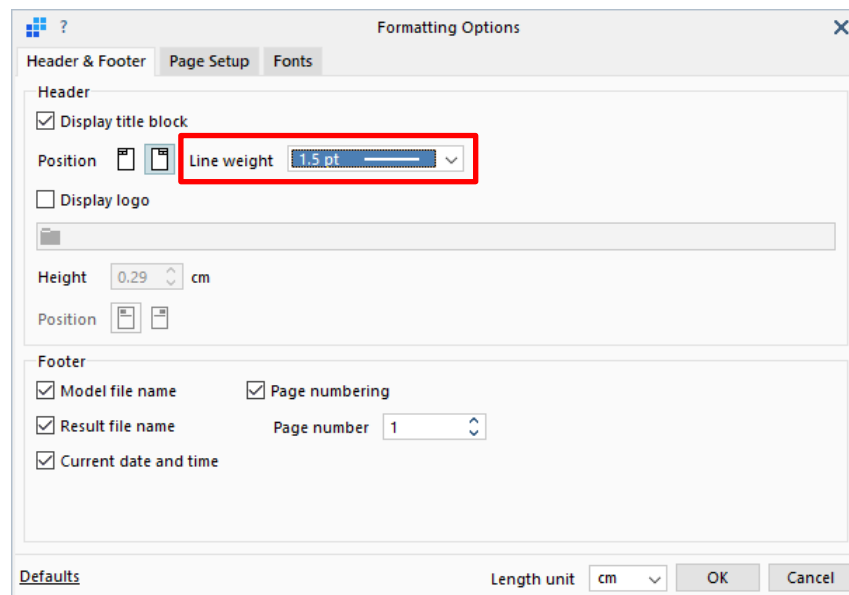 ? Formatting Options
Header & Footer Page Setup Fonts
Header
Display title block
Position Line weight 1.5 pt
Display logo
Height 0.29 cm
Position
Footer
Model file name Page numbering
Result file name Page number 1
Current date and time
Defaults Length unit cm OK Cancel